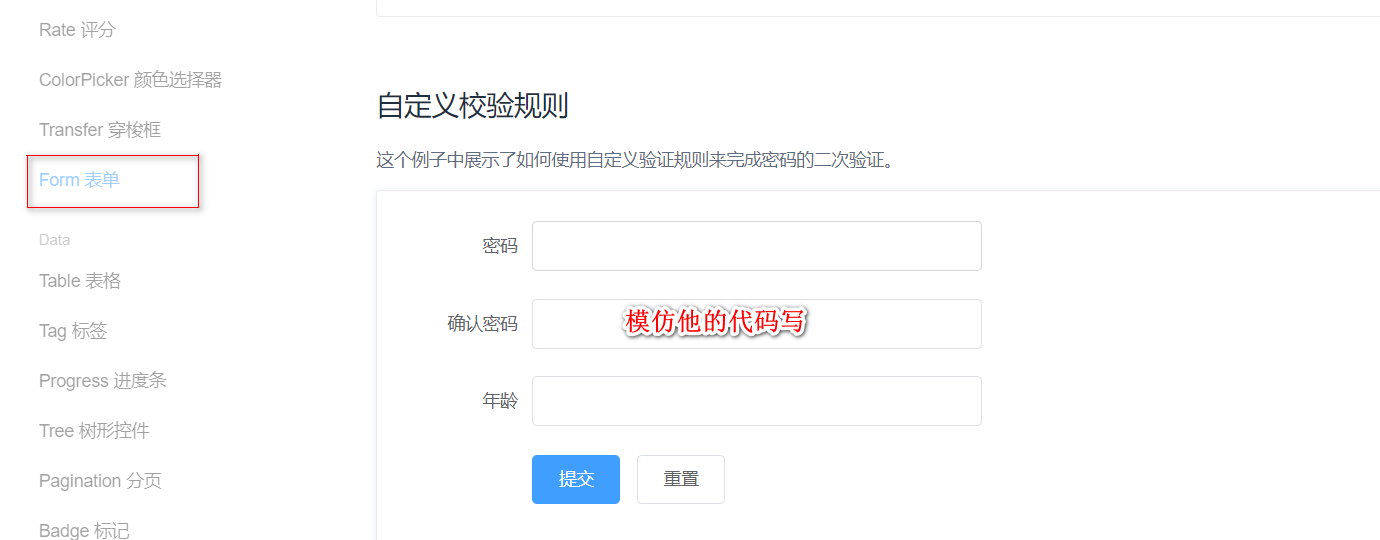 Rate 评分
ColorPicker 颜色选择器
Transfer 穿梭框
Form 表单
Data
Table 表格
Tag 标签
Progress 进度条
Tree 树形控件
Pagination 分页
Badge 标记
自定义校验规则
这个例子中展示了如何使用自定义验证规则来完成密码的二次验证。
密码
确认密码
模仿他的代码写
年龄
提交
重置